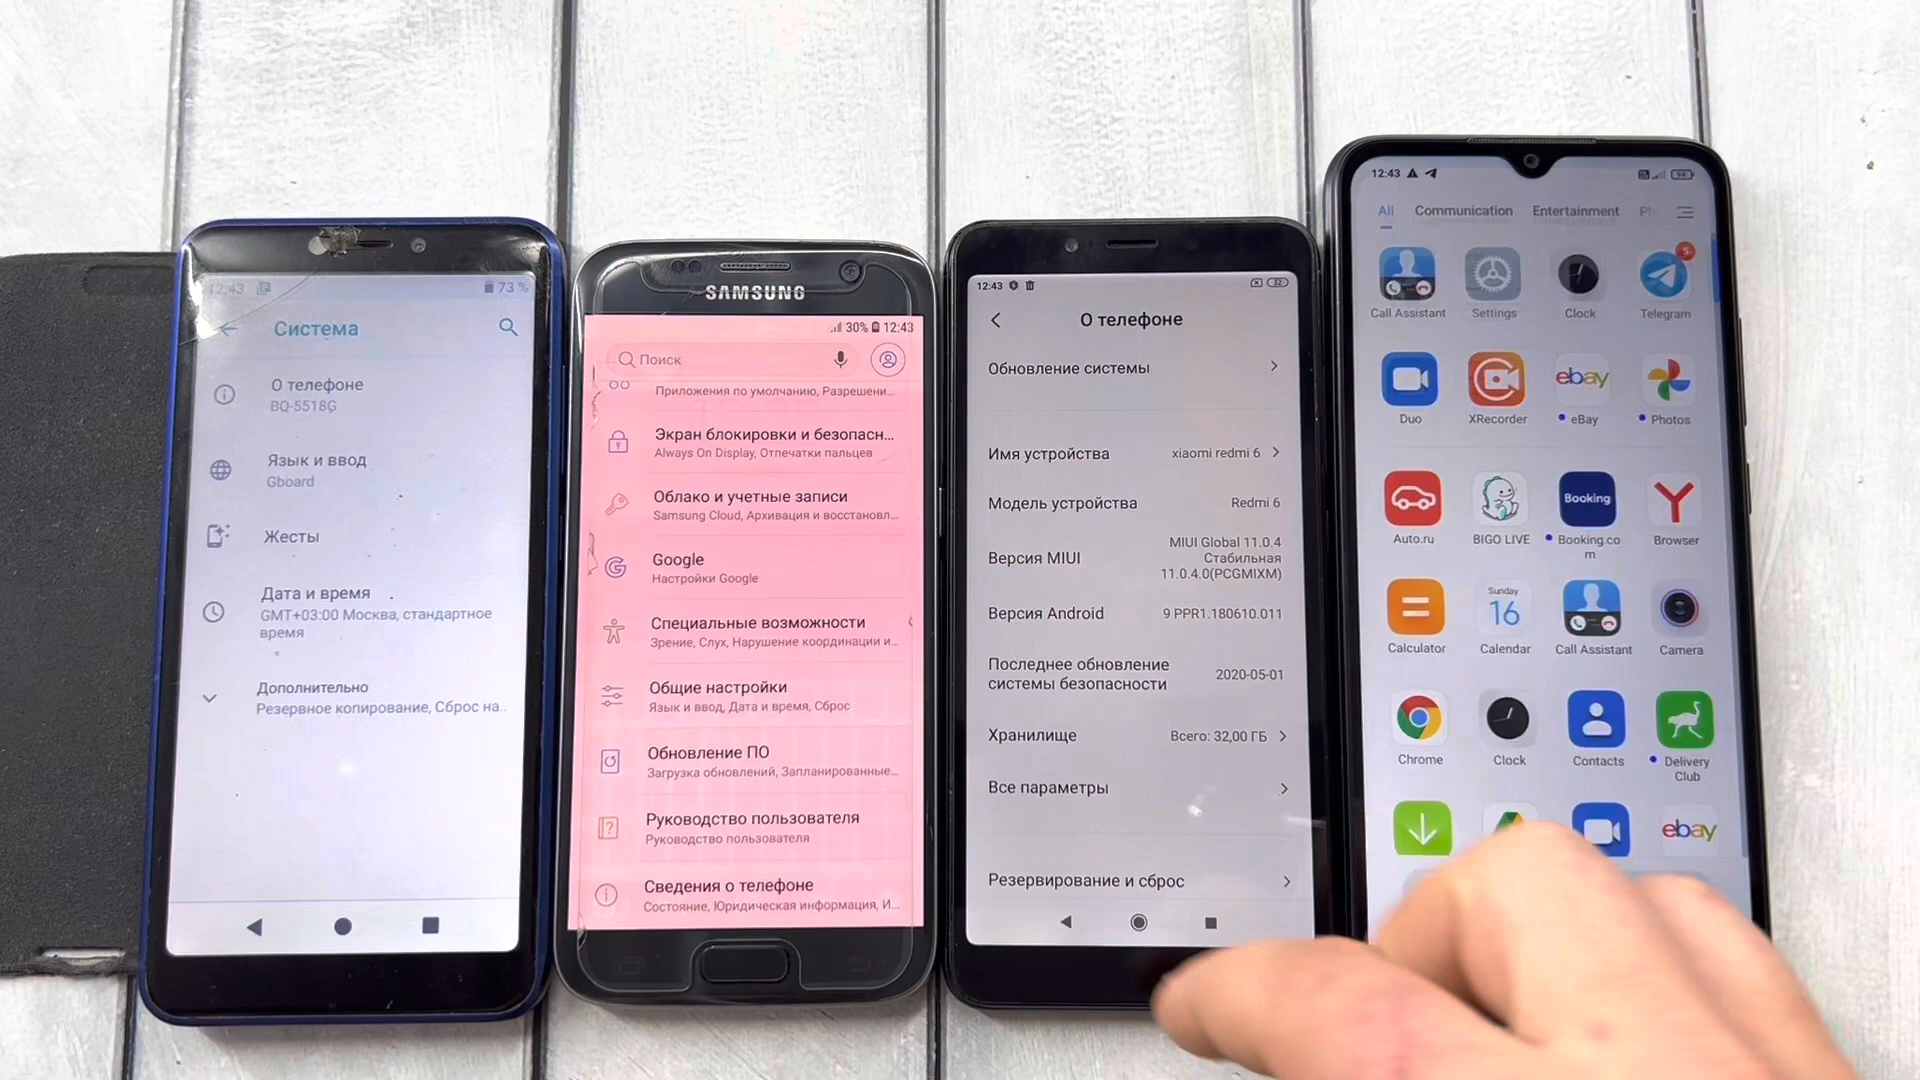 12:43
73 %
Система
О телефоне
BQ-5518G
Язык и ввод
Gboard
Жесты
Дата и время
GMT+03:00 Москва, стандартное
время
Дополнительно
Резервное копирование, Сброс на..
SAMSUNG
30% 12:43
Поиск
Приложения по умолчанию, Разрешени...
Экран блокировки и безопасн...
Always On Display, Отпечатки пальцев
Облако и учетные записи
Samsung Cloud, Архивация и восстановл...
Google
Настройки Google
Специальные возможности
Зрение, Слух, Нарушение координации и...
Общие настройки
Язык и ввод, Дата и время, Сброс
Обновление ПО
Загрузка обновлений, Запланированные...
Руководство пользователя
Руководство пользователя
Сведения о телефоне
Состояние, Юридическая информация, И...
12:43
32
О телефоне
Обновление системы
Имя устройства xiaomi redmi 6
Модель устройства Redmi 6
Версия MIUI MIUI Global 11.0.4
Стабильная
11.0.4.0(PCGMIXM)
Версия Android 9 PPR1.180610.011
Последнее обновление
системы безопасности 2020-05-01
Хранилище Всего: 32,00 ГБ
Все параметры
Резервирование и сброс
12:43
94
All Communication Entertainment Ph
5
Call Assistant Settings Clock Telegram
ebay
Duo XRecorder eBay Photos
Booking
Auto.ru BIGO LIVE Booking.co
m
Browser
Sunday
16
Calculator Calendar Call Assistant Camera
Chrome Clock Contacts Delivery
Club
ebay